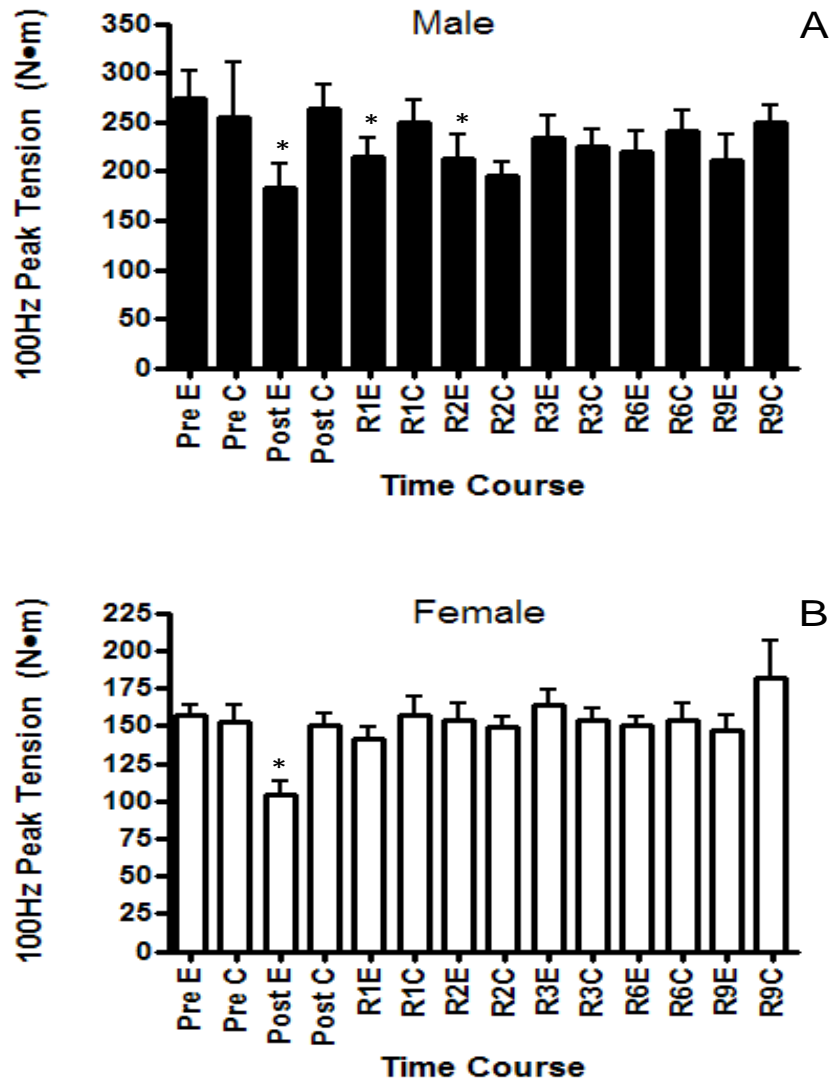 Male
A
100Hz Peak Tension (N•m)
350
300
250
200
150
100
50
0
*
*
*
Pre E
Pre C
Post E
Post C
R1E
R1C
R2E
R2C
R3E
R3C
R6E
R6C
R9E
R9C
Time Course
Female
B
100Hz Peak Tension (N•m)
225
200
175
150
125
100
75
50
25
0
*
Pre E
Pre C
Post E
Post C
R1E
R1C
R2E
R2C
R3E
R3C
R6E
R6C
R9E
R9C
Time Course